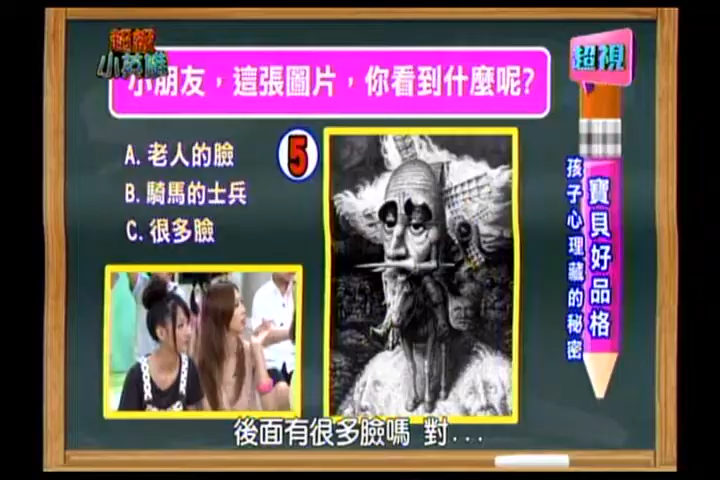 超級
小英雄
超視
小朋友，這張圖片，你看到什麼呢?
A. 老人的臉
B. 騎馬的士兵
C. 很多臉
5
寶貝好品格
孩子心理藏的秘密
後面有很多臉嗎 對...